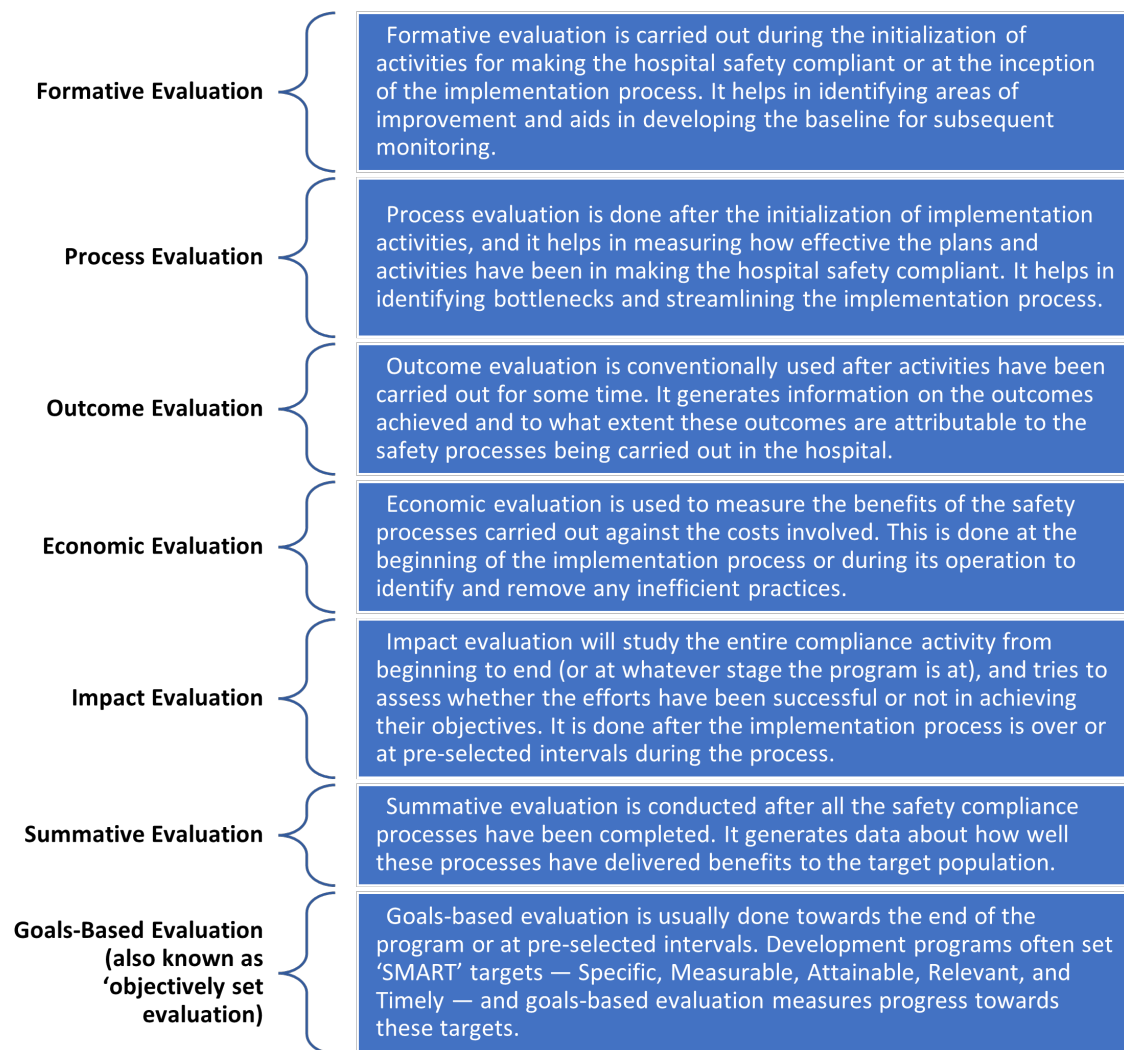 Formative Evaluation
Formative evaluation is carried out during the initialization of
activities for making the hospital safety compliant or at the inception
of the implementation process. It helps in identifying areas of
improvement and aids in developing the baseline for subsequent
monitoring.
Process Evaluation
Process evaluation is done after the initialization of implementation
activities, and it helps in measuring how effective the plans and
activities have been in making the hospital safety compliant. It helps in
identifying bottlenecks and streamlining the implementation process.
Outcome Evaluation
Outcome evaluation is conventionally used after activities have been
carried out for some time. It generates information on the outcomes
achieved and to what extent these outcomes are attributable to the
safety processes being carried out in the hospital.
Economic Evaluation
Economic evaluation is used to measure the benefits of the safety
processes carried out against the costs involved. This is done at the
beginning of the implementation process or during its operation to
identify and remove any inefficient practices.
Impact Evaluation
Impact evaluation will study the entire compliance activity from
beginning to end (or at whatever stage the program is at), and tries to
assess whether the efforts have been successful or not in achieving
their objectives. It is done after the implementation process is over or
at pre-selected intervals during the process.
Summative Evaluation
Summative evaluation is conducted after all the safety compliance
processes have been completed. It generates data about how well
these processes have delivered benefits to the target population.
Goals-Based Evaluation
(also known as
‘objectively set
evaluation)
Goals-based evaluation is usually done towards the end of the
program or at pre-selected intervals. Development programs often set
‘SMART’ targets — Specific, Measurable, Attainable, Relevant, and
Timely — and goals-based evaluation measures progress towards
these targets.